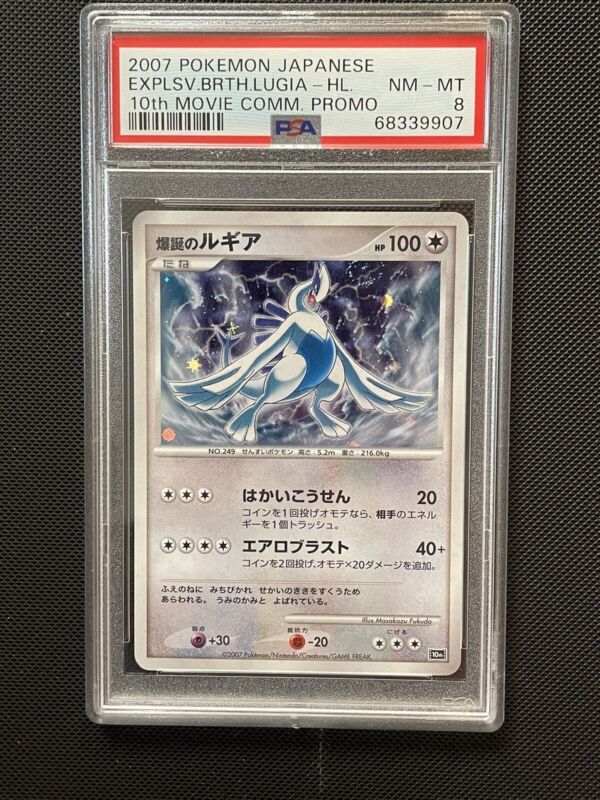 2007 POKEMON JAPANESE
EXPLSV.BRTH.LUGIA-HL. NM-MT
10th MOVIE COMM. PROMO 8
PSA 68339907
爆誕のルギア HP 100
たね
NO.249 せんすいポケモン 高さ:5.2m 重さ:216.0kg
はかいこうせん 20
コインを1回投げオモテなら、相手のエネル
ギーを1個トラッシュ。
エアロブラスト 40+
コインを2回投げ、オモテ×20ダメージを追加。
ふえのねに みちびかれ せかいのききをすくうため
あらわれる。 うみのかみと よばれている。
Illus. Masakazu Fukuda
弱点 抵抗力 にげる
+30 -20
©2007 Pokémon/Nintendo/Creatures/GAME FREAK
10th